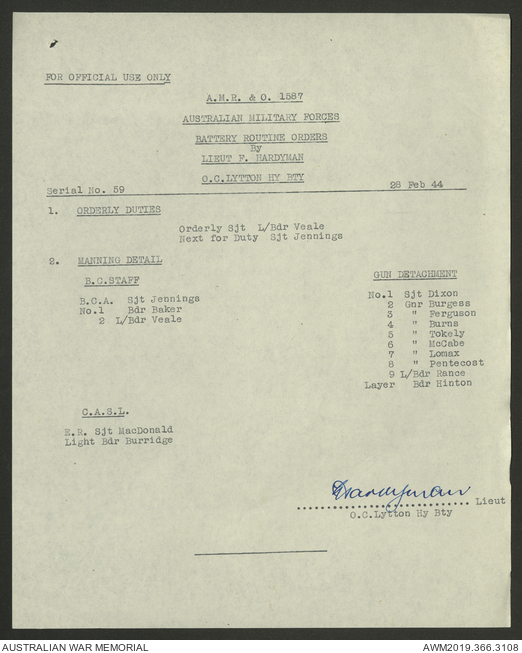 FOR OFFICIAL USE ONLY
A.M.R. & O. 1587
AUSTRALIAN MILITARY FORCES
BATTERY ROUTINE ORDERS
By
LIEUT F. HARDYMAN
O.C.LYTTON HY BTY
Serial No. 59 28 Feb 44
1. ORDERLY DUTIES
Orderly Sjt L/Bdr Veale
Next for Duty Sjt Jennings
2. MANNING DETAIL
B.C.STAFF
B.C.A. Sjt Jennings
No.1 Bdr Baker
2 L/Bdr Veale
GUN DETACHMENT
No.1 Sjt Dixon
2 Gnr Burgess
3 " Ferguson
4 " Burns
5 " Tokely
6 " McCabe
7 " Lomax
8 " Pentecost
9 L/Bdr Rance
Layer Bdr Hinton
C.A.S.L.
E.R. Sjt MacDonald
Light Bdr Burridge
FHardyman
.............................. Lieut
O.C.Lytton Hy Bty
AUSTRALIAN WAR MEMORIAL AWM2019.366.3108